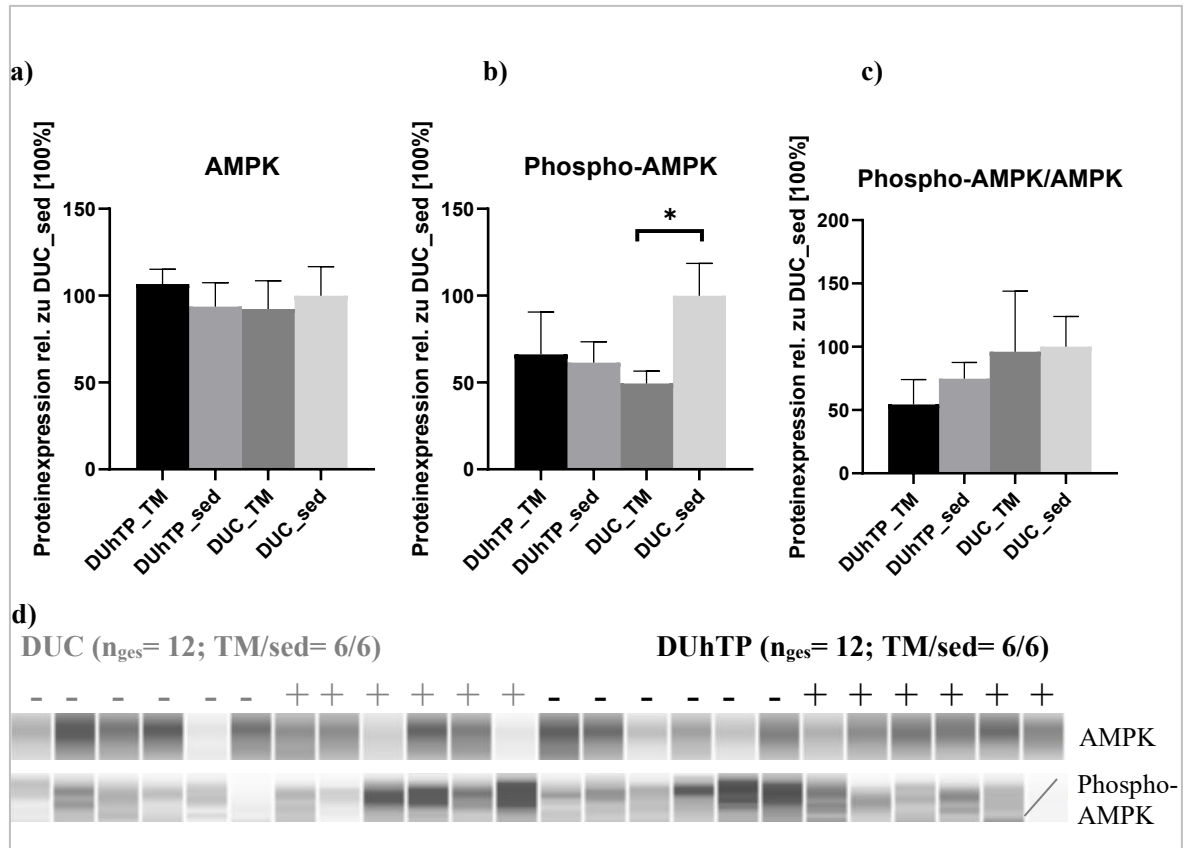 a)
b)
c)
AMPK
Proteinexpression rel. zu DUC_sed [100%]
150
100
50
0
DUhTP_TM
DUhTP_sed
DUC_TM
DUC_sed
Phospho-AMPK
Proteinexpression rel. zu DUC_sed [100%]
150
100
50
0
*
DUhTP_TM
DUhTP_sed
DUC_TM
DUC_sed
Phospho-AMPK/AMPK
Proteinexpression rel. zu DUC_sed [100%]
200
150
100
50
0
DUhTP_TM
DUhTP_sed
DUC_TM
DUC_sed
d)
DUC (nges= 12; TM/sed= 6/6) DUhTP (nges= 12; TM/sed= 6/6)
- - - - - - + + + + + + - - - - - - + + + + + +
AMPK
Phospho-
AMPK